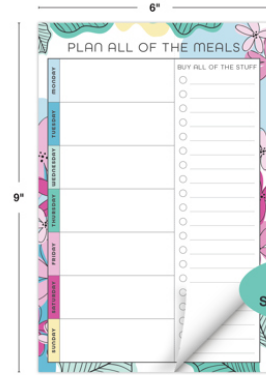 6"
PLAN ALL OF THE MEALS
BUY ALL OF THE STUFF
MONDAY
TUESDAY
WEDNESDAY
9"
THURSDAY
FRIDAY
SATURDAY
S
SUNDAY